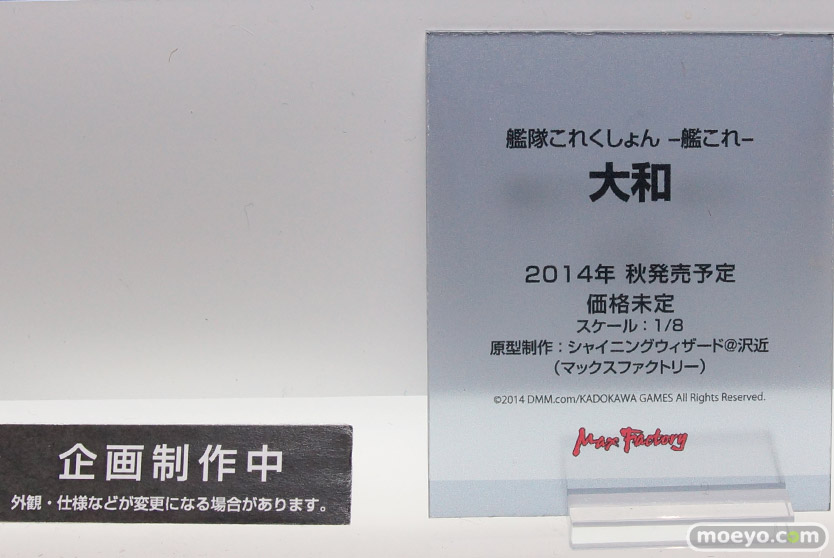 艦隊これくしょん –艦これ–
大和
2014年 秋発売予定
価格未定
スケール：1/8
原型制作：シャイニングウィザード@沢近
（マックスファクトリー）
©2014 DMM.com/KADOKAWA GAMES All Rights Reserved.
Max Factory
企画制作中
外観・仕様などが変更になる場合があります。
moeyo.com